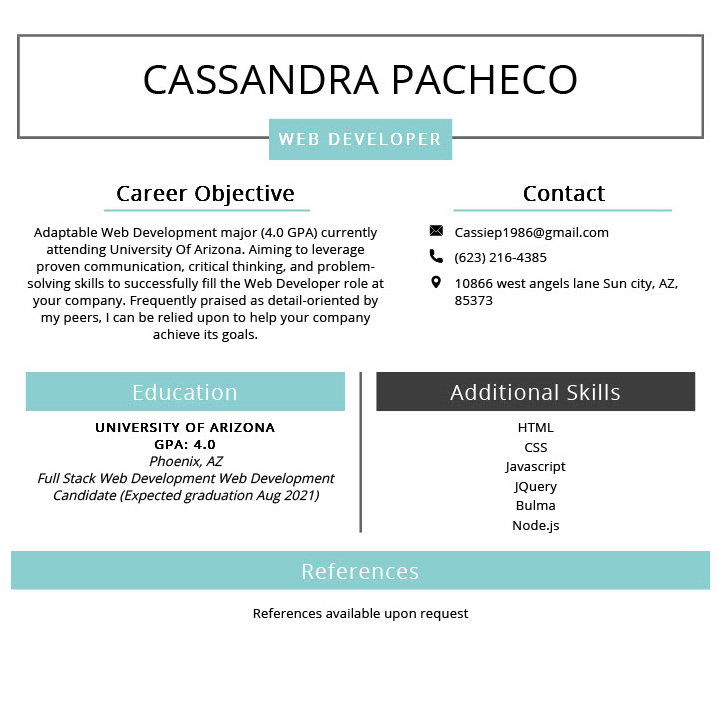 CASSANDRA PACHECO
WEB DEVELOPER
Career Objective
Adaptable Web Development major (4.0 GPA) currently
attending University Of Arizona. Aiming to leverage
proven communication, critical thinking, and problem-
solving skills to successfully fill the Web Developer role at
your company. Frequently praised as detail-oriented by
my peers, I can be relied upon to help your company
achieve its goals.
Contact
Cassiep1986@gmail.com
(623) 216-4385
10866 west angels lane Sun city, AZ,
85373
Education
UNIVERSITY OF ARIZONA
GPA: 4.0
Phoenix, AZ
Full Stack Web Development Web Development
Candidate (Expected graduation Aug 2021)
Additional Skills
HTML
CSS
Javascript
JQuery
Bulma
Node.js
References
References available upon request